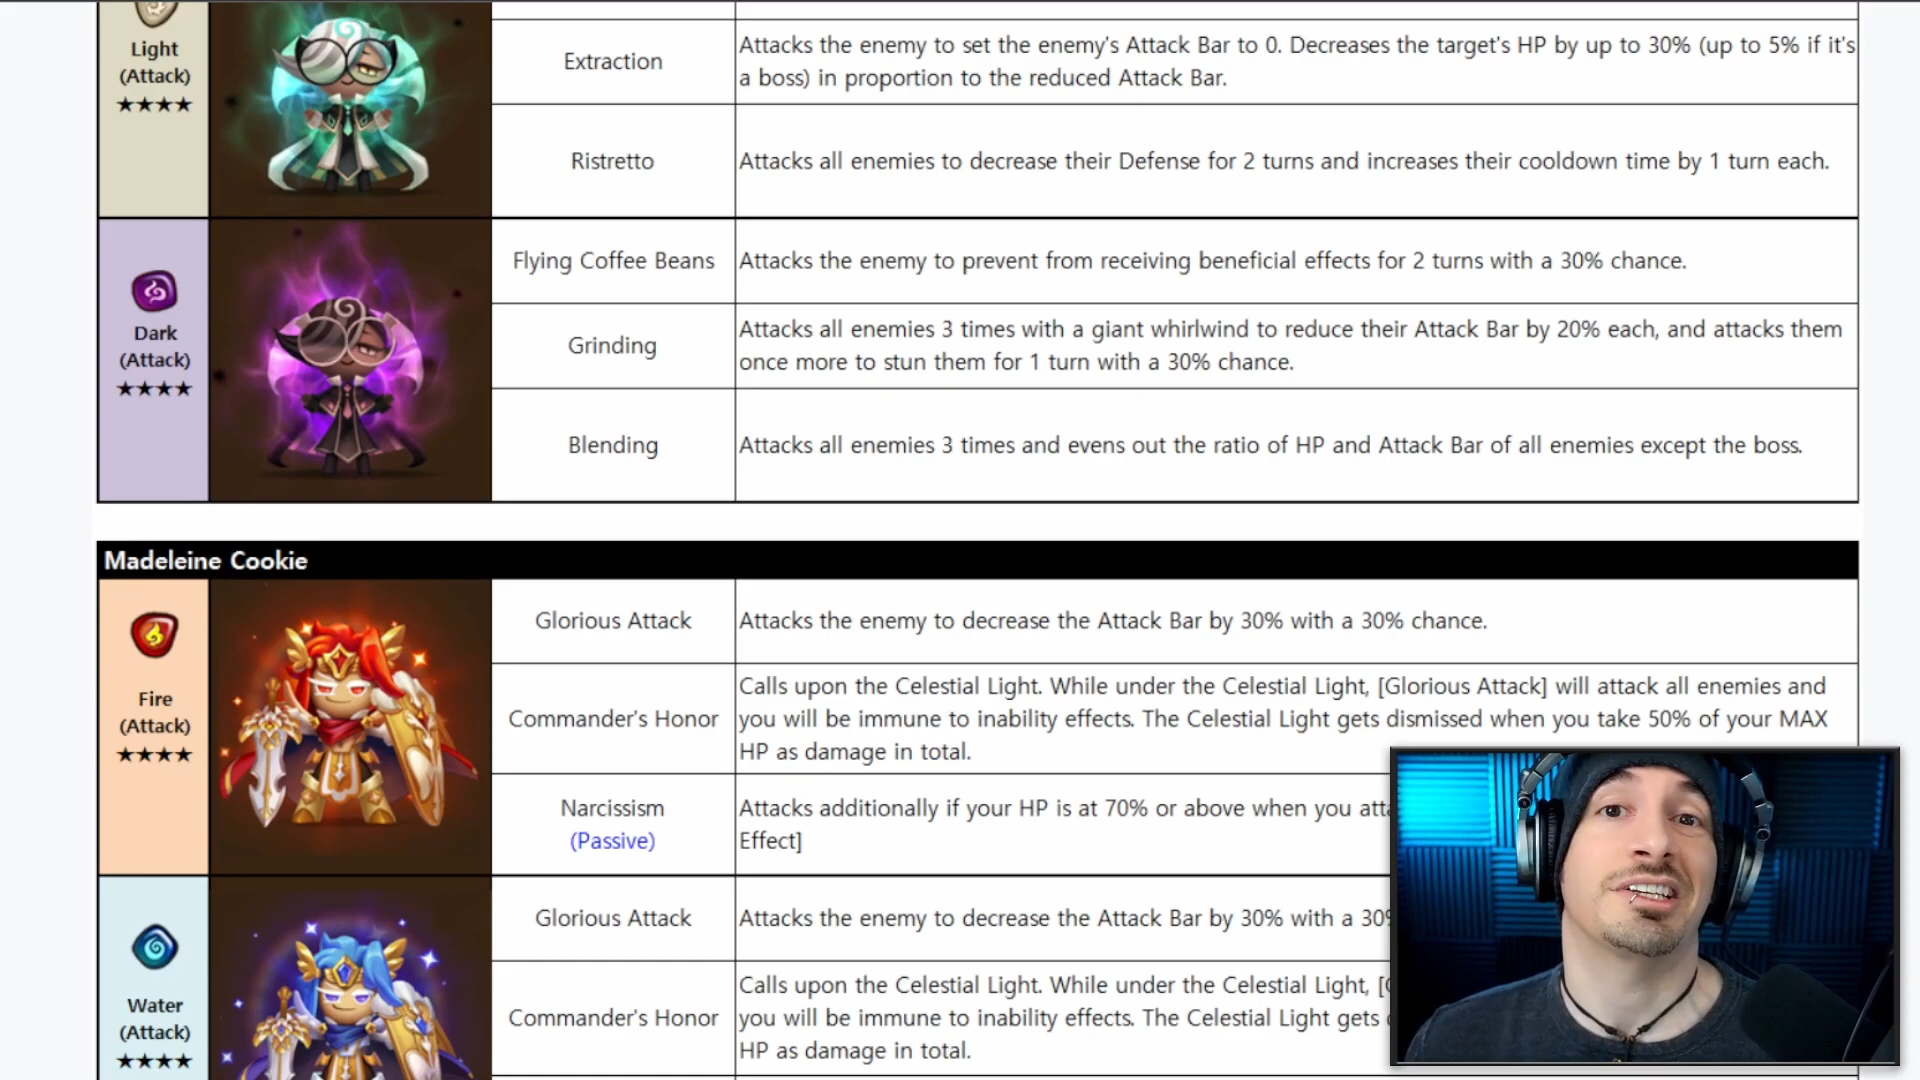 Light
(Attack)
★★★★
Extraction
Attacks the enemy to set the enemy's Attack Bar to 0. Decreases the target's HP by up to 30% (up to 5% if it's
a boss) in proportion to the reduced Attack Bar.
Ristretto
Attacks all enemies to decrease their Defense for 2 turns and increases their cooldown time by 1 turn each.
Dark
(Attack)
★★★★
Flying Coffee Beans
Attacks the enemy to prevent from receiving beneficial effects for 2 turns with a 30% chance.
Grinding
Attacks all enemies 3 times with a giant whirlwind to reduce their Attack Bar by 20% each, and attacks them
once more to stun them for 1 turn with a 30% chance.
Blending
Attacks all enemies 3 times and evens out the ratio of HP and Attack Bar of all enemies except the boss.
Madeleine Cookie
Fire
(Attack)
★★★★
Glorious Attack
Attacks the enemy to decrease the Attack Bar by 30% with a 30% chance.
Commander's Honor
Calls upon the Celestial Light. While under the Celestial Light, [Glorious Attack] will attack all enemies and
you will be immune to inability effects. The Celestial Light gets dismissed when you take 50% of your MAX
HP as damage in total.
Narcissism
(Passive)
Attacks additionally if your HP is at 70% or above when you
Effect]
Water
(Attack)
★★★★
Glorious Attack
Attacks the enemy to decrease the Attack Bar by 30% with a
Commander's Honor
Calls upon the Celestial Light. While under the Celestial Light,
you will be immune to inability effects. The Celestial Light gets
HP as damage in total.